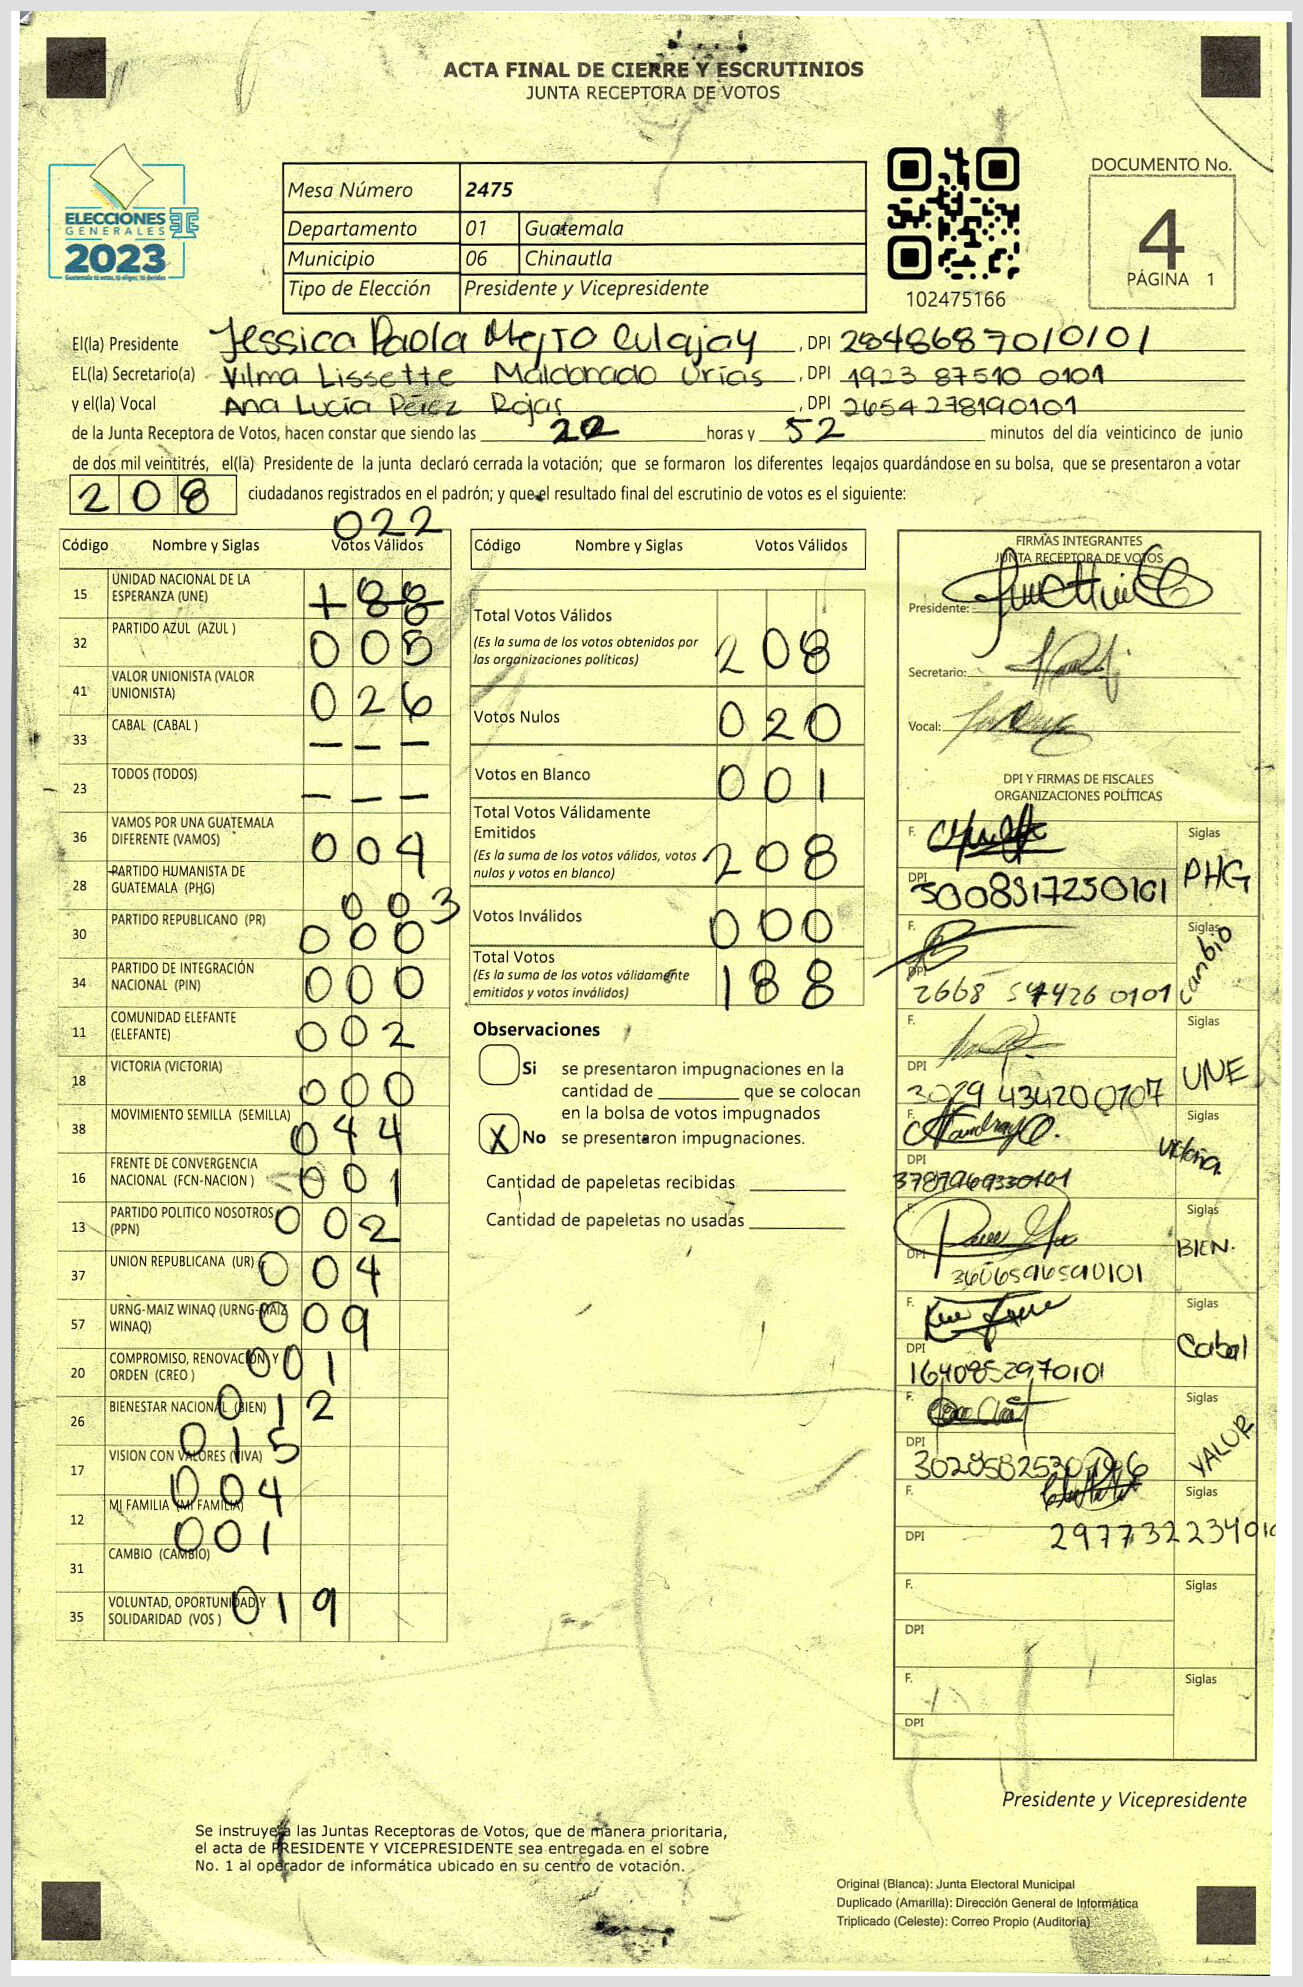 ACTA FINAL DE CIERRE Y ESCRUTINIOS
JUNTA RECEPTORA DE VOTOS
ELECCIONES
GENERALES
2023
Mesa Número 2475
Departamento 01 Guatemala
Municipio 06 Chinautla
Tipo de Elección Presidente y Vicepresidente
102475166
DOCUMENTO No.
4
PÁGINA 1
El(la) Presidente Jessica Paola Mejto Culajay, DPI 2848687010101
EL(la) Secretario(a) Vilma Lissette Maldonado Urías, DPI 1923 87510 0101
y el(la) Vocal Ana Lucía Pérez Rojas, DPI 2654278190101
de la Junta Receptora de Votos, hacen constar que siendo las 22 horas y 52 minutos del día veinticinco de junio
de dos mil veintitrés, el(la) Presidente de la junta declaró cerrada la votación; que se formaron los diferentes legajos guardándose en su bolsa, que se presentaron a votar
208 ciudadanos registrados en el padrón; y que el resultado final del escrutinio de votos es el siguiente:
022
Código Nombre y Siglas Votos Válidos
15 UNIDAD NACIONAL DE LA ESPERANZA (UNE) 188
32 PARTIDO AZUL (AZUL ) 005
41 VALOR UNIONISTA (VALOR UNIONISTA) 026
33 CABAL (CABAL ) – – –
23 TODOS (TODOS) – – –
36 VAMOS POR UNA GUATEMALA DIFERENTE (VAMOS) 004
28 PARTIDO HUMANISTA DE GUATEMALA (PHG) 003
30 PARTIDO REPUBLICANO (PR) 000
34 PARTIDO DE INTEGRACIÓN NACIONAL (PIN) 000
11 COMUNIDAD ELEFANTE (ELEFANTE) 002
18 VICTORIA (VICTORIA) 000
38 MOVIMIENTO SEMILLA (SEMILLA) 044
16 FRENTE DE CONVERGENCIA NACIONAL (FCN-NACION ) 001
13 PARTIDO POLITICO NOSOTROS (PPN) 002
37 UNION REPUBLICANA (UR) 004
57 URNG-MAIZ WINAQ (URNG-MAIZ WINAQ) 009
20 COMPROMISO, RENOVACION Y ORDEN (CREO ) 001
26 BIENESTAR NACIONAL (BIEN) 012
17 VISION CON VALORES (VIVA) 015
12 MI FAMILIA (MI FAMILIA) 004
31 CAMBIO (CAMBIO) 001
35 VOLUNTAD, OPORTUNIDAD Y SOLIDARIDAD (VOS ) 019
Código Nombre y Siglas Votos Válidos
Total Votos Válidos
(Es la suma de los votos obtenidos por las organizaciones políticas) 208
Votos Nulos 020
Votos en Blanco 001
Total Votos Válidamente Emitidos
(Es la suma de los votos válidos, votos nulos y votos en blanco) 208
Votos Inválidos 000
Total Votos
(Es la suma de los votos válidamente emitidos y votos inválidos) 188
Observaciones
Si se presentaron impugnaciones en la
cantidad de ________ que se colocan
en la bolsa de votos impugnados
X No se presentaron impugnaciones.
Cantidad de papeletas recibidas
Cantidad de papeletas no usadas
FIRMAS INTEGRANTES
JUNTA RECEPTORA DE VOTOS
Presidente:
Secretario:
Vocal:
DPI Y FIRMAS DE FISCALES
ORGANIZACIONES POLÍTICAS
F. Siglas
DPI 3008317230101 PHG
F. Siglas
DPI 2668 574260101 cambio
F. Siglas
DPI 3029 434200707 UNE
F. Siglas
DPI 3787969330101 Victoria
F. Siglas
DPI 3606596590101 BIEN.
F. Siglas
DPI 1640852970101 Cabal
F. Siglas
DPI VALOR
F. Siglas
DPI
F. Siglas
DPI
F. Siglas
DPI
Presidente y Vicepresidente
Se instruye a las Juntas Receptoras de Votos, que de manera prioritaria,
el acta de PRESIDENTE Y VICEPRESIDENTE sea entregada en el sobre
No. 1 al operador de informática ubicado en su centro de votación.
Original (Blanca): Junta Electoral Municipal
Duplicado (Amarilla): Dirección General de Informática
Triplicado (Celeste): Correo Propio (Auditoría)